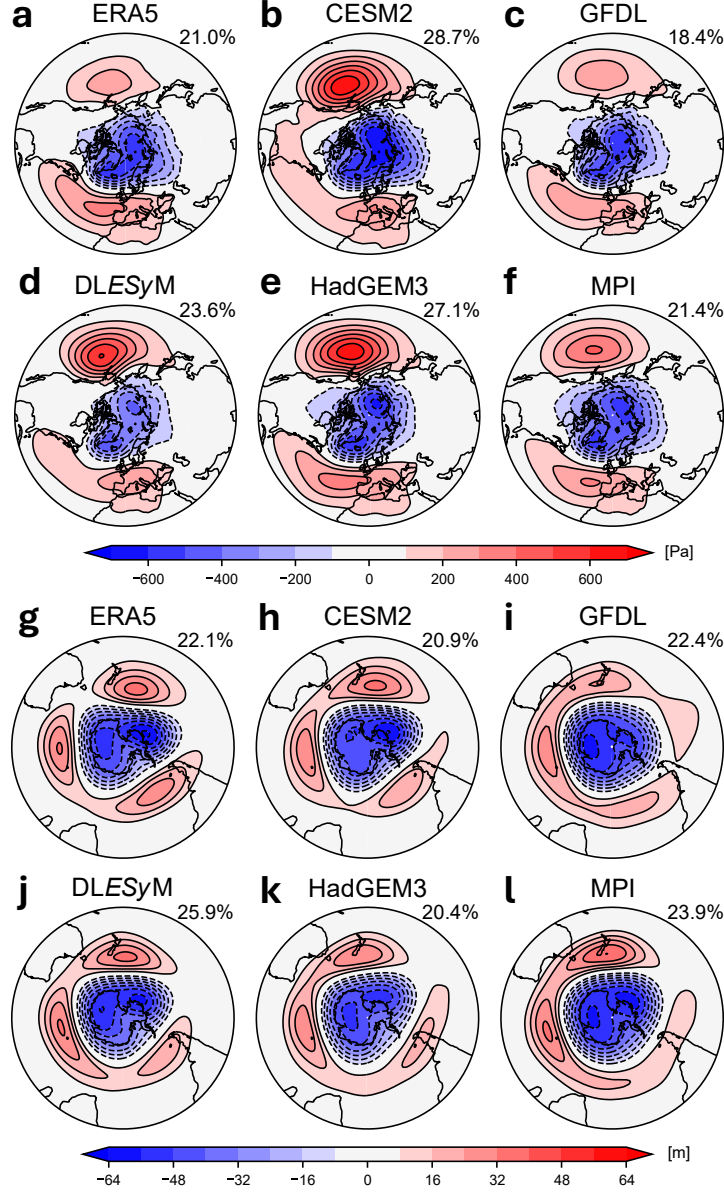 a ERA5 21.0%
b CESM2 28.7%
c GFDL 18.4%
d DLESyM 23.6%
e HadGEM3 27.1%
f MPI 21.4%
−600 −400 −200 0 200 400 600 [Pa]
g ERA5 22.1%
h CESM2 20.9%
i GFDL 22.4%
j DLESyM 25.9%
k HadGEM3 20.4%
l MPI 23.9%
−64 −48 −32 −16 0 16 32 48 64 [m]